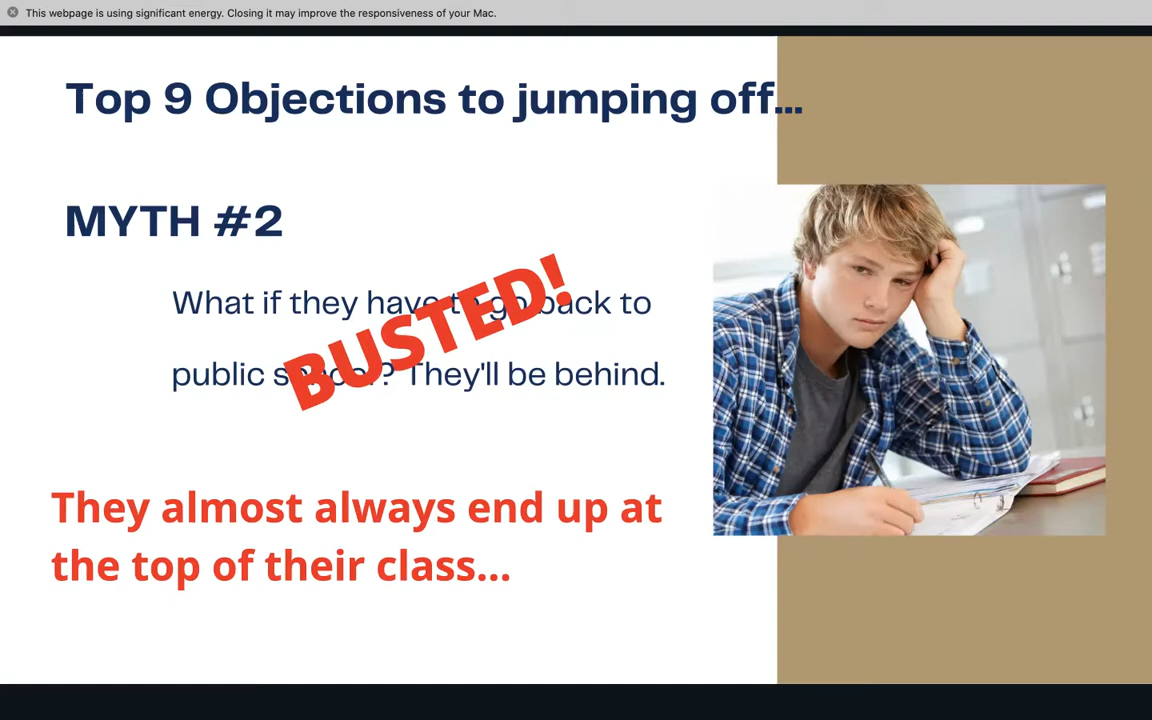 This webpage is using significant energy. Closing it may improve the responsiveness of your Mac.
Top 9 Objections to jumping off...
MYTH #2
What if they have to go back to
public school? They'll be behind.
BUSTED!
They almost always end up at
the top of their class...